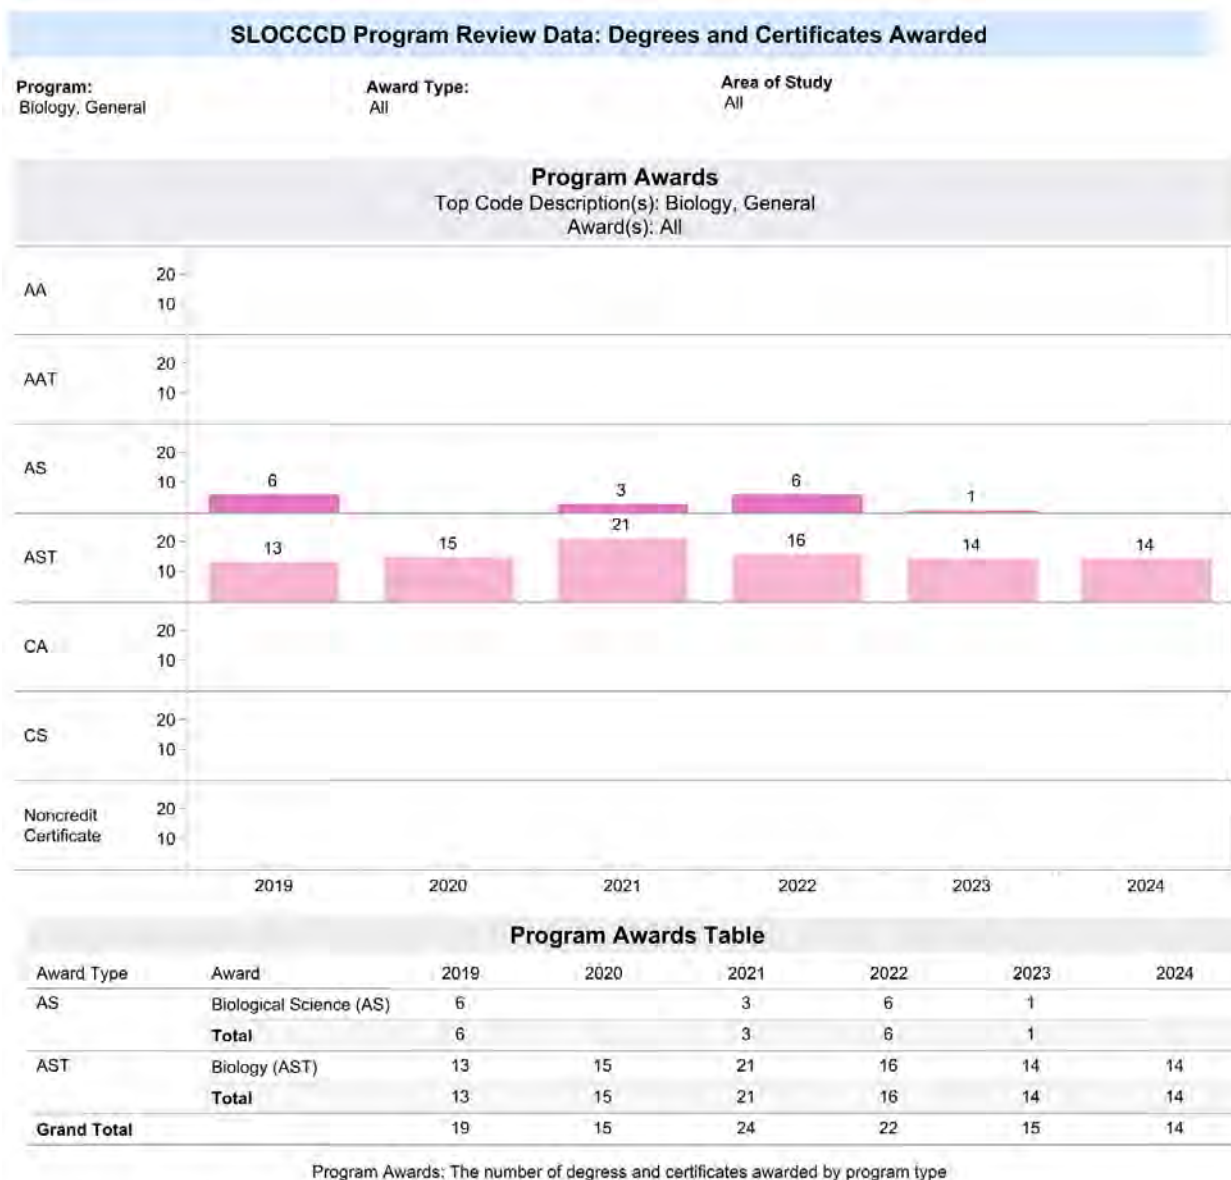 SLOCCCD Program Review Data: Degrees and Certificates Awarded
Program: Award Type: Area of Study
Biology, General All All
Program Awards
Top Code Description(s): Biology, General
Award(s): All
AA 20 10
AAT 20 10
AS 20 10 6 3 6 1
AST 20 10 13 15 21 16 14 14
CA 20 10
CS 20 10
Noncredit Certificate 20 10
2019 2020 2021 2022 2023 2024
Program Awards Table
Award Type Award 2019 2020 2021 2022 2023 2024
AS Biological Science (AS) 6 3 6 1
Total 6 3 6 1
AST Biology (AST) 13 15 21 16 14 14
Total 13 15 21 16 14 14
Grand Total 19 15 24 22 15 14
Program Awards: The number of degress and certificates awarded by program type